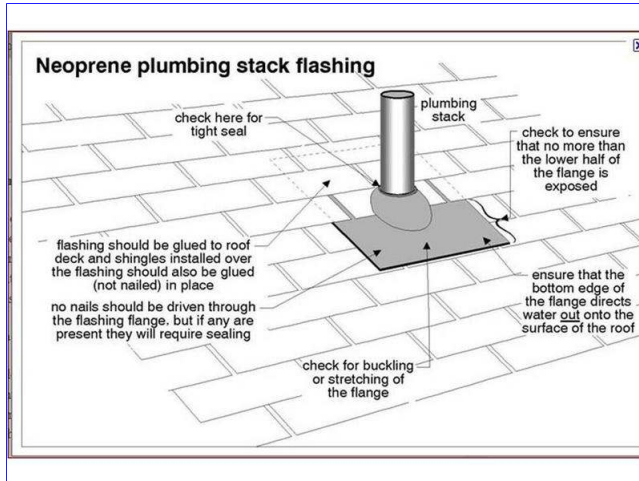 Neoprene plumbing stack flashing
check here for
tight seal
plumbing
stack
check to ensure
that no more than
the lower half of
the flange is
exposed
flashing should be glued to roof
deck and shingles installed over
the flashing should also be glued
(not nailed) in place
no nails should be driven through
the flashing flange. but if any are
present they will require sealing
ensure that the
bottom edge of
the flange directs
water out onto the
surface of the roof
check for buckling
or stretching of
the flange